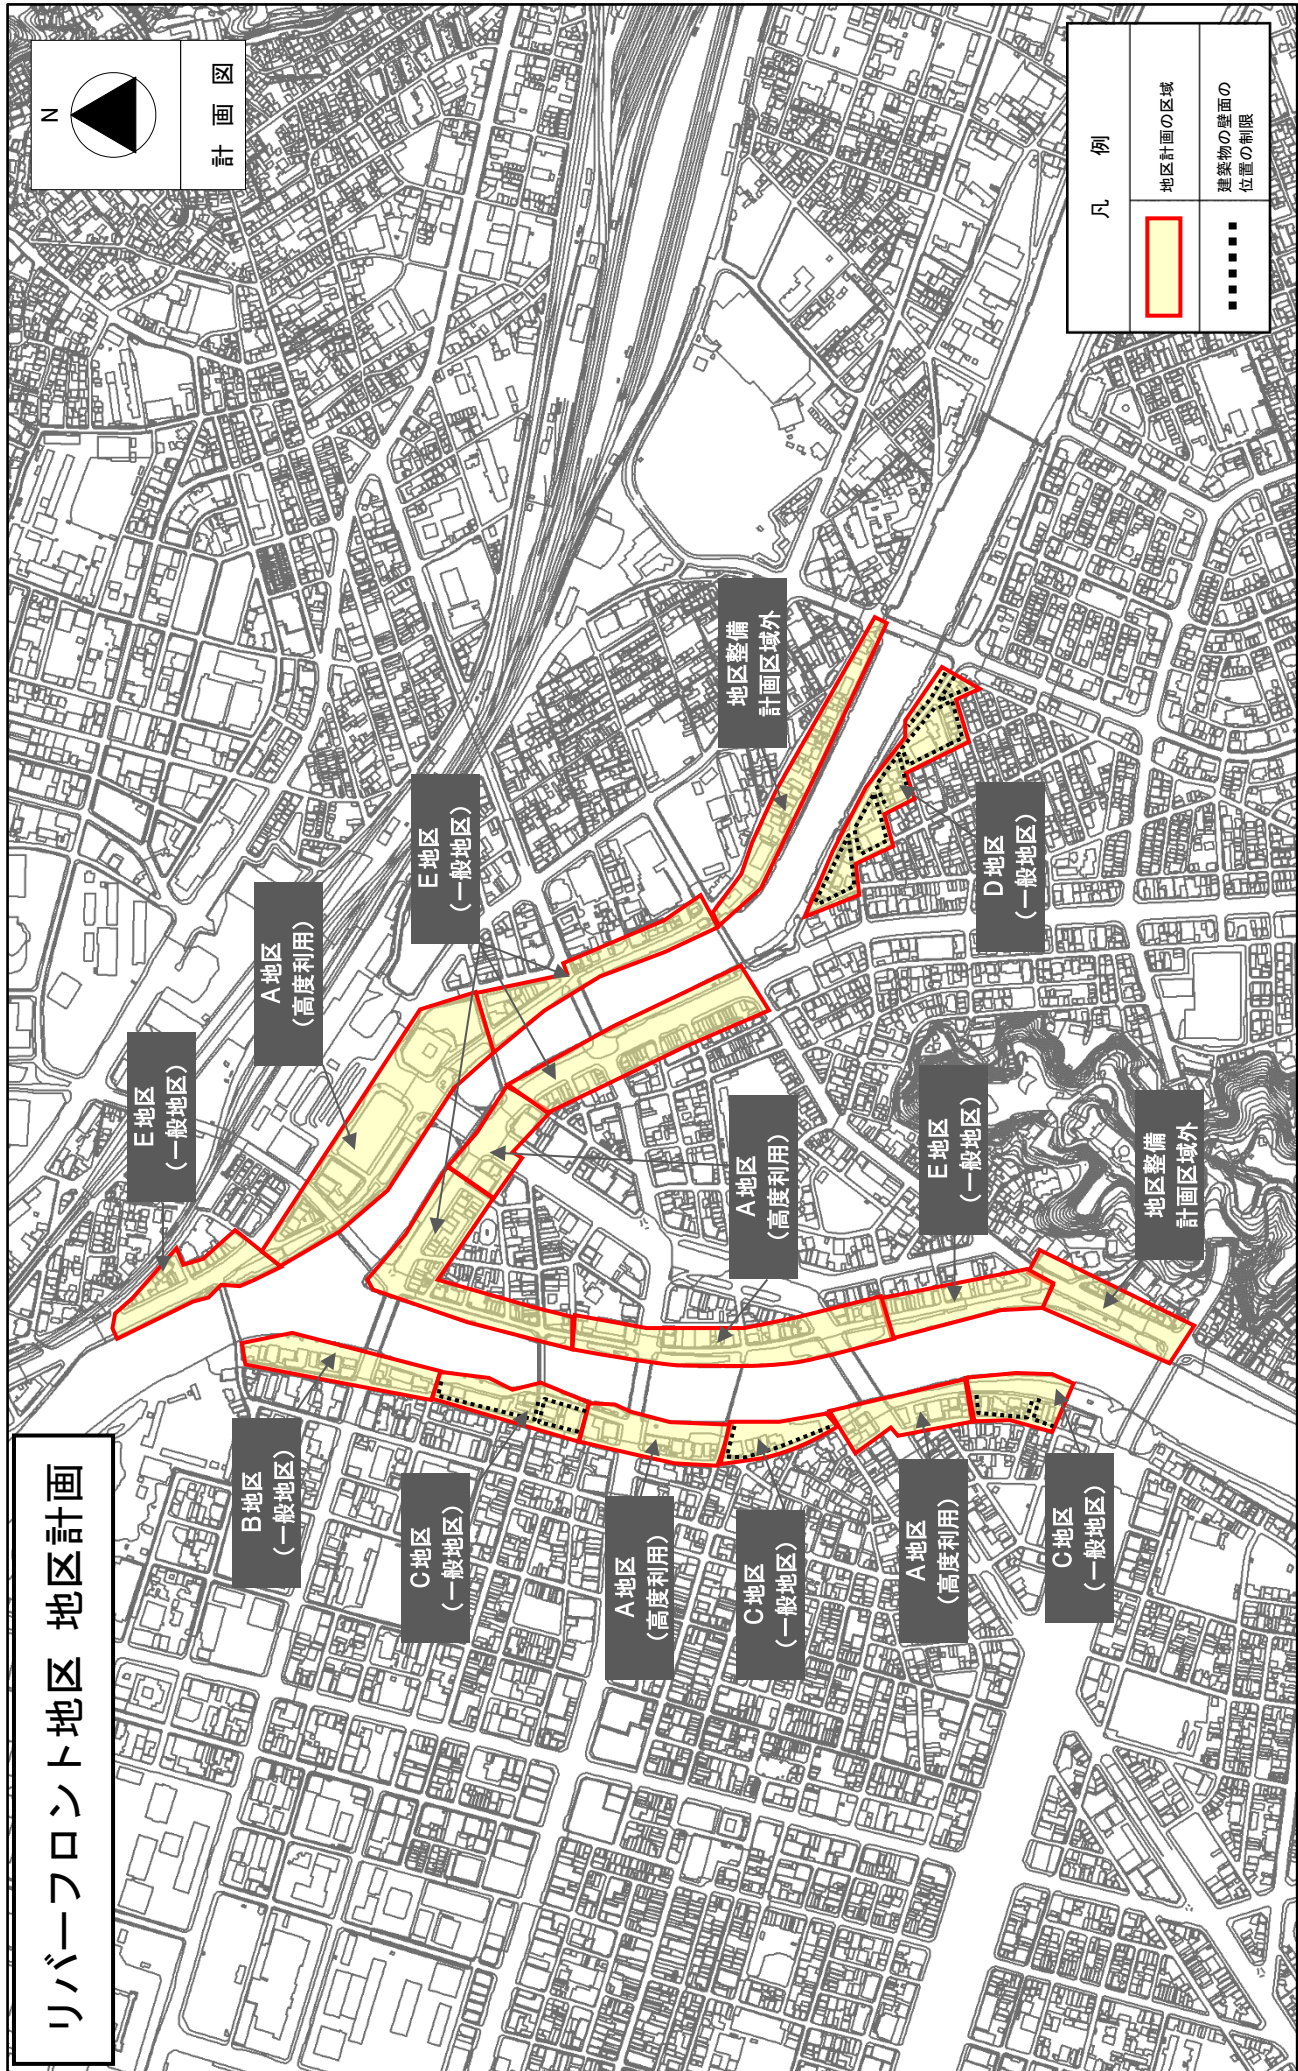 リバーフロント地区 地区計画
N
計画図
E地区
(一般地区)
A地区
(高度利用)
E地区
(一般地区)
地区整備
計画区域外
B地区
(一般地区)
C地区
(一般地区)
A地区
(高度利用)
C地区
(一般地区)
A地区
(高度利用)
C地区
(一般地区)
A地区
(高度利用)
E地区
(一般地区)
地区整備
計画区域外
D地区
(一般地区)
凡例
地区計画の区域
建築物の壁面の
位置の制限